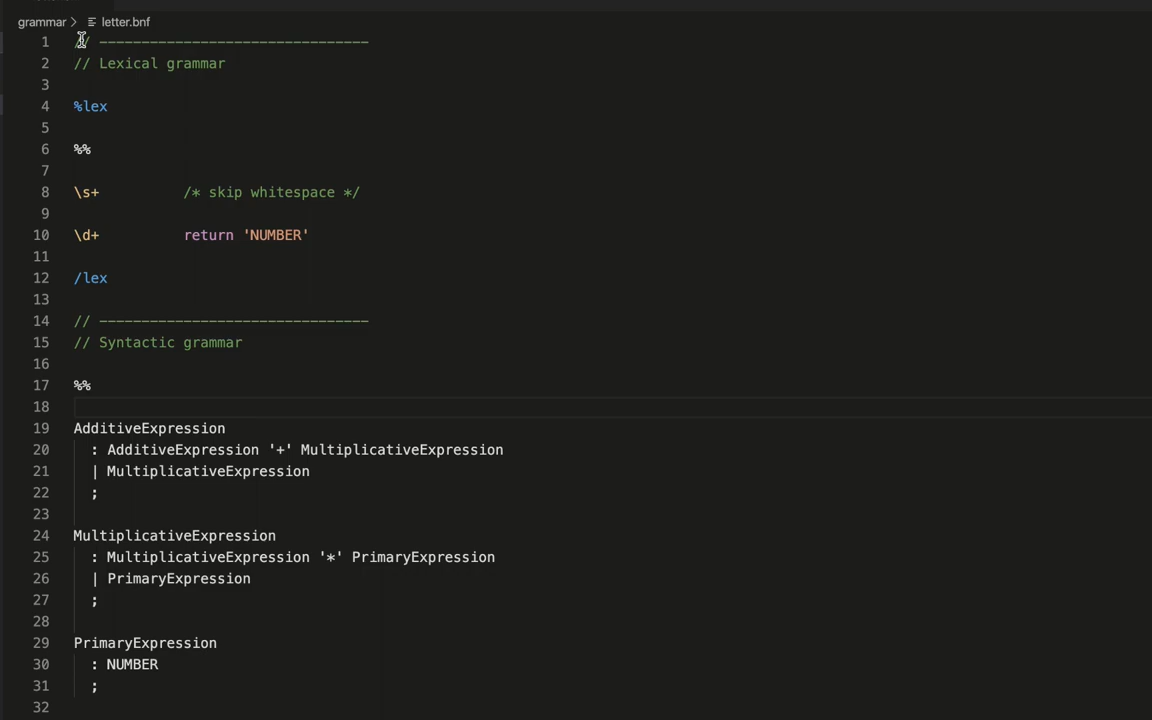 grammar > letter.bnf
1 // --------------------------------
2 // Lexical grammar
3
4 %lex
5
6 %%
7
8 \s+ /* skip whitespace */
9
10 \d+ return 'NUMBER'
11
12 /lex
13
14 // --------------------------------
15 // Syntactic grammar
16
17 %%
18
19 AdditiveExpression
20 : AdditiveExpression '+' MultiplicativeExpression
21 | MultiplicativeExpression
22 ;
23
24 MultiplicativeExpression
25 : MultiplicativeExpression '*' PrimaryExpression
26 | PrimaryExpression
27 ;
28
29 PrimaryExpression
30 : NUMBER
31 ;
32